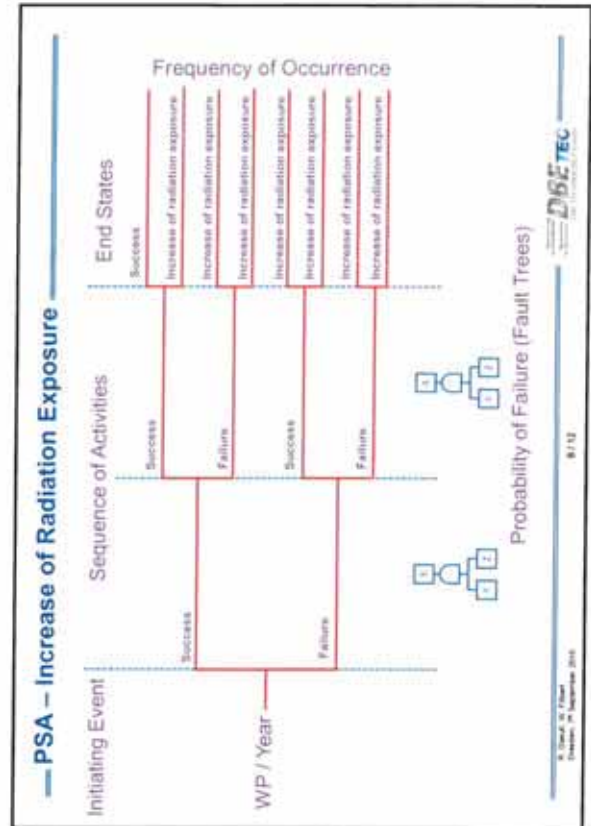 PSA – Increase of Radiation Exposure
Initiating Event
Sequence of Activities
End States
Frequency of Occurrence
WP / Year
Success
Failure
Success
Failure
Success
Failure
Success
Increase of radiation exposure
Increase of radiation exposure
Increase of radiation exposure
Increase of radiation exposure
Increase of radiation exposure
Increase of radiation exposure
Increase of radiation exposure
Probability of Failure (Fault Trees)
8 / 12
DBE TEC